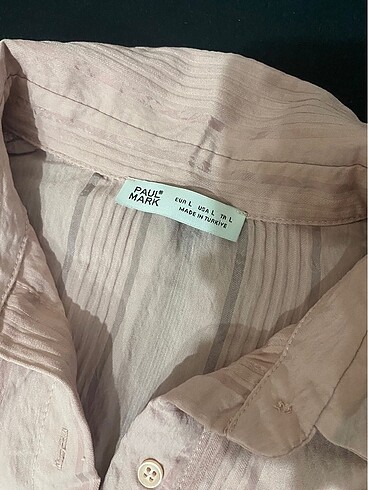 PAUL®
MARK
EUR L USA L TR L
MADE IN TURKIYE